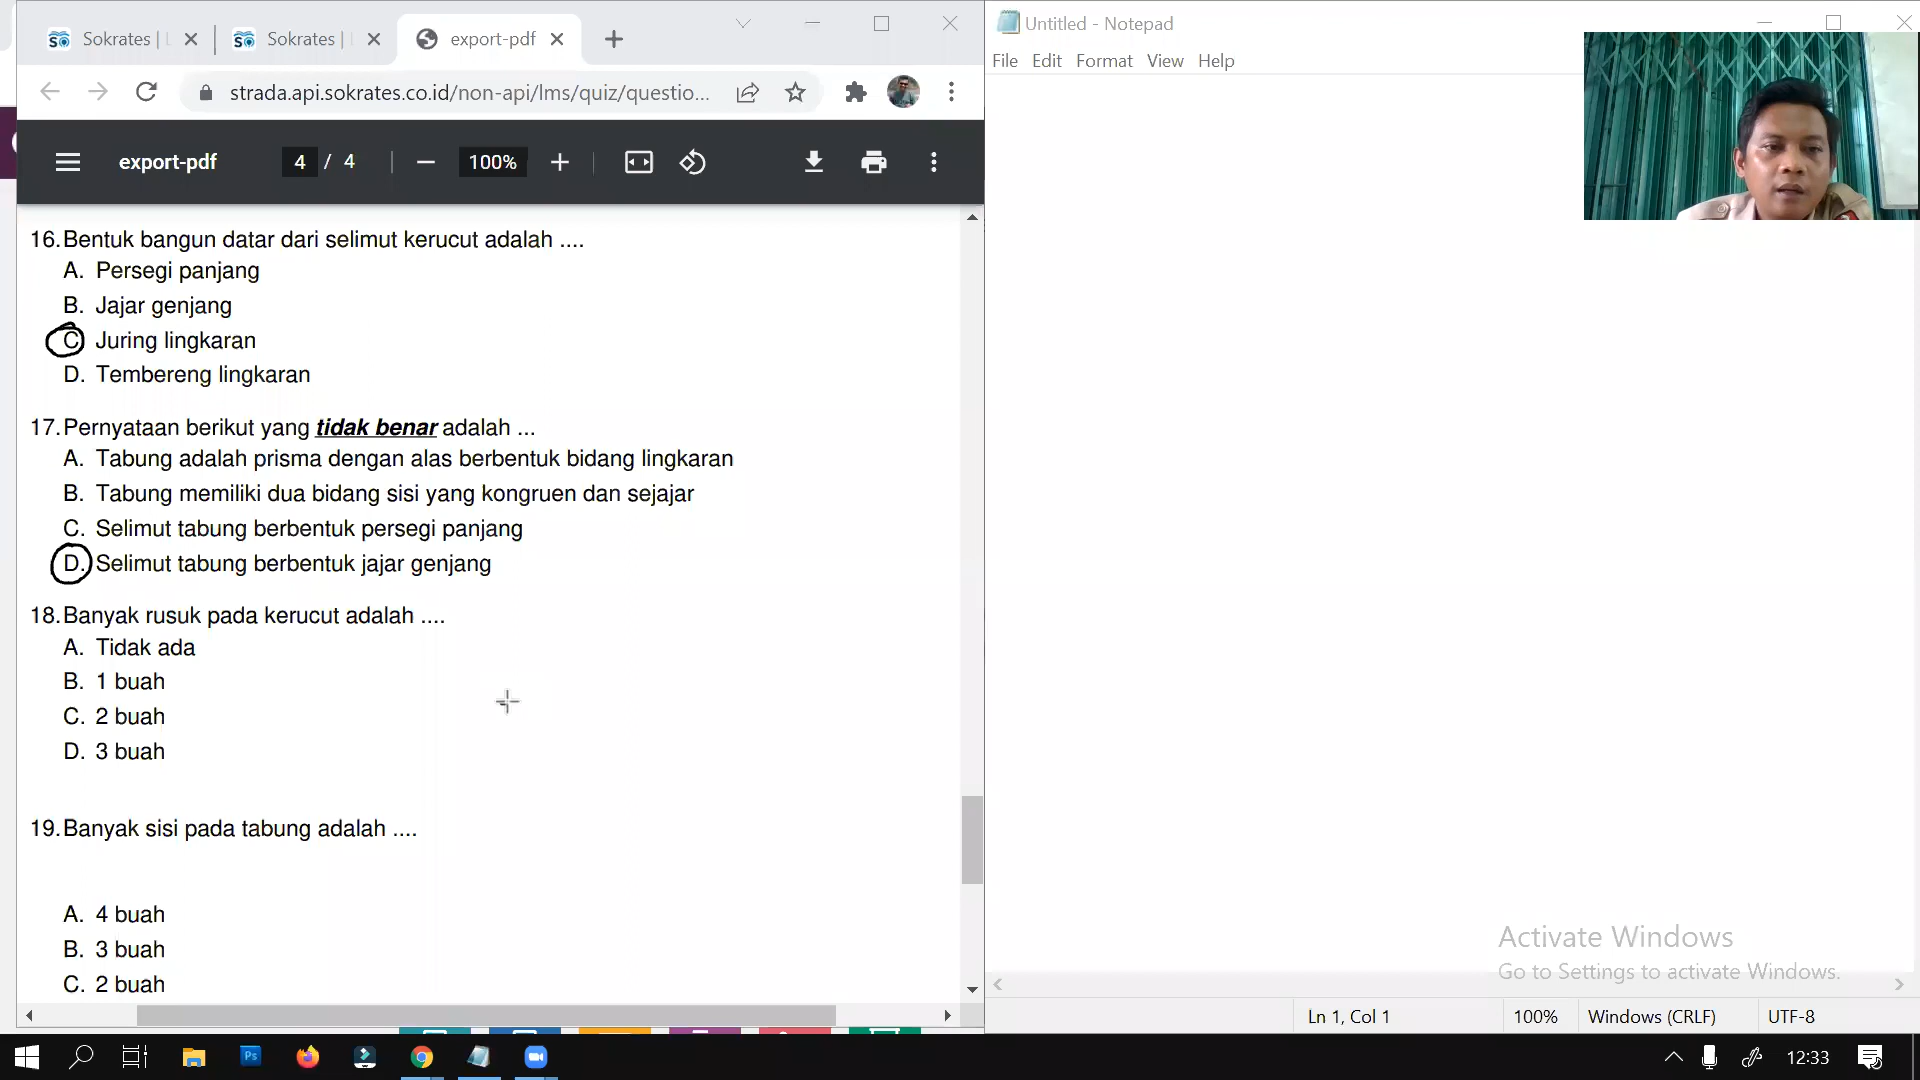 Sokrates |
Sokrates |
export-pdf
Untitled - Notepad
File Edit Format View Help
strada.api.sokrates.co.id/non-api/lms/quiz/questio...
export-pdf
4 / 4
100%
16. Bentuk bangun datar dari selimut kerucut adalah ....
A. Persegi panjang
B. Jajar genjang
C Juring lingkaran
D. Tembereng lingkaran
17. Pernyataan berikut yang tidak benar adalah ...
A. Tabung adalah prisma dengan alas berbentuk bidang lingkaran
B. Tabung memiliki dua bidang sisi yang kongruen dan sejajar
C. Selimut tabung berbentuk persegi panjang
D. Selimut tabung berbentuk jajar genjang
18. Banyak rusuk pada kerucut adalah ....
A. Tidak ada
B. 1 buah
C. 2 buah
D. 3 buah
19. Banyak sisi pada tabung adalah ....
A. 4 buah
B. 3 buah
C. 2 buah
Activate Windows
Go to Settings to activate Windows.
Ln 1, Col 1
100%
Windows (CRLF)
UTF-8
Ps
12:33